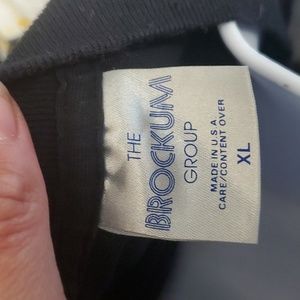 THE
BROCKUM
GROUP
MADE IN U.S.A.
CARE/CONTENT OVER
XL